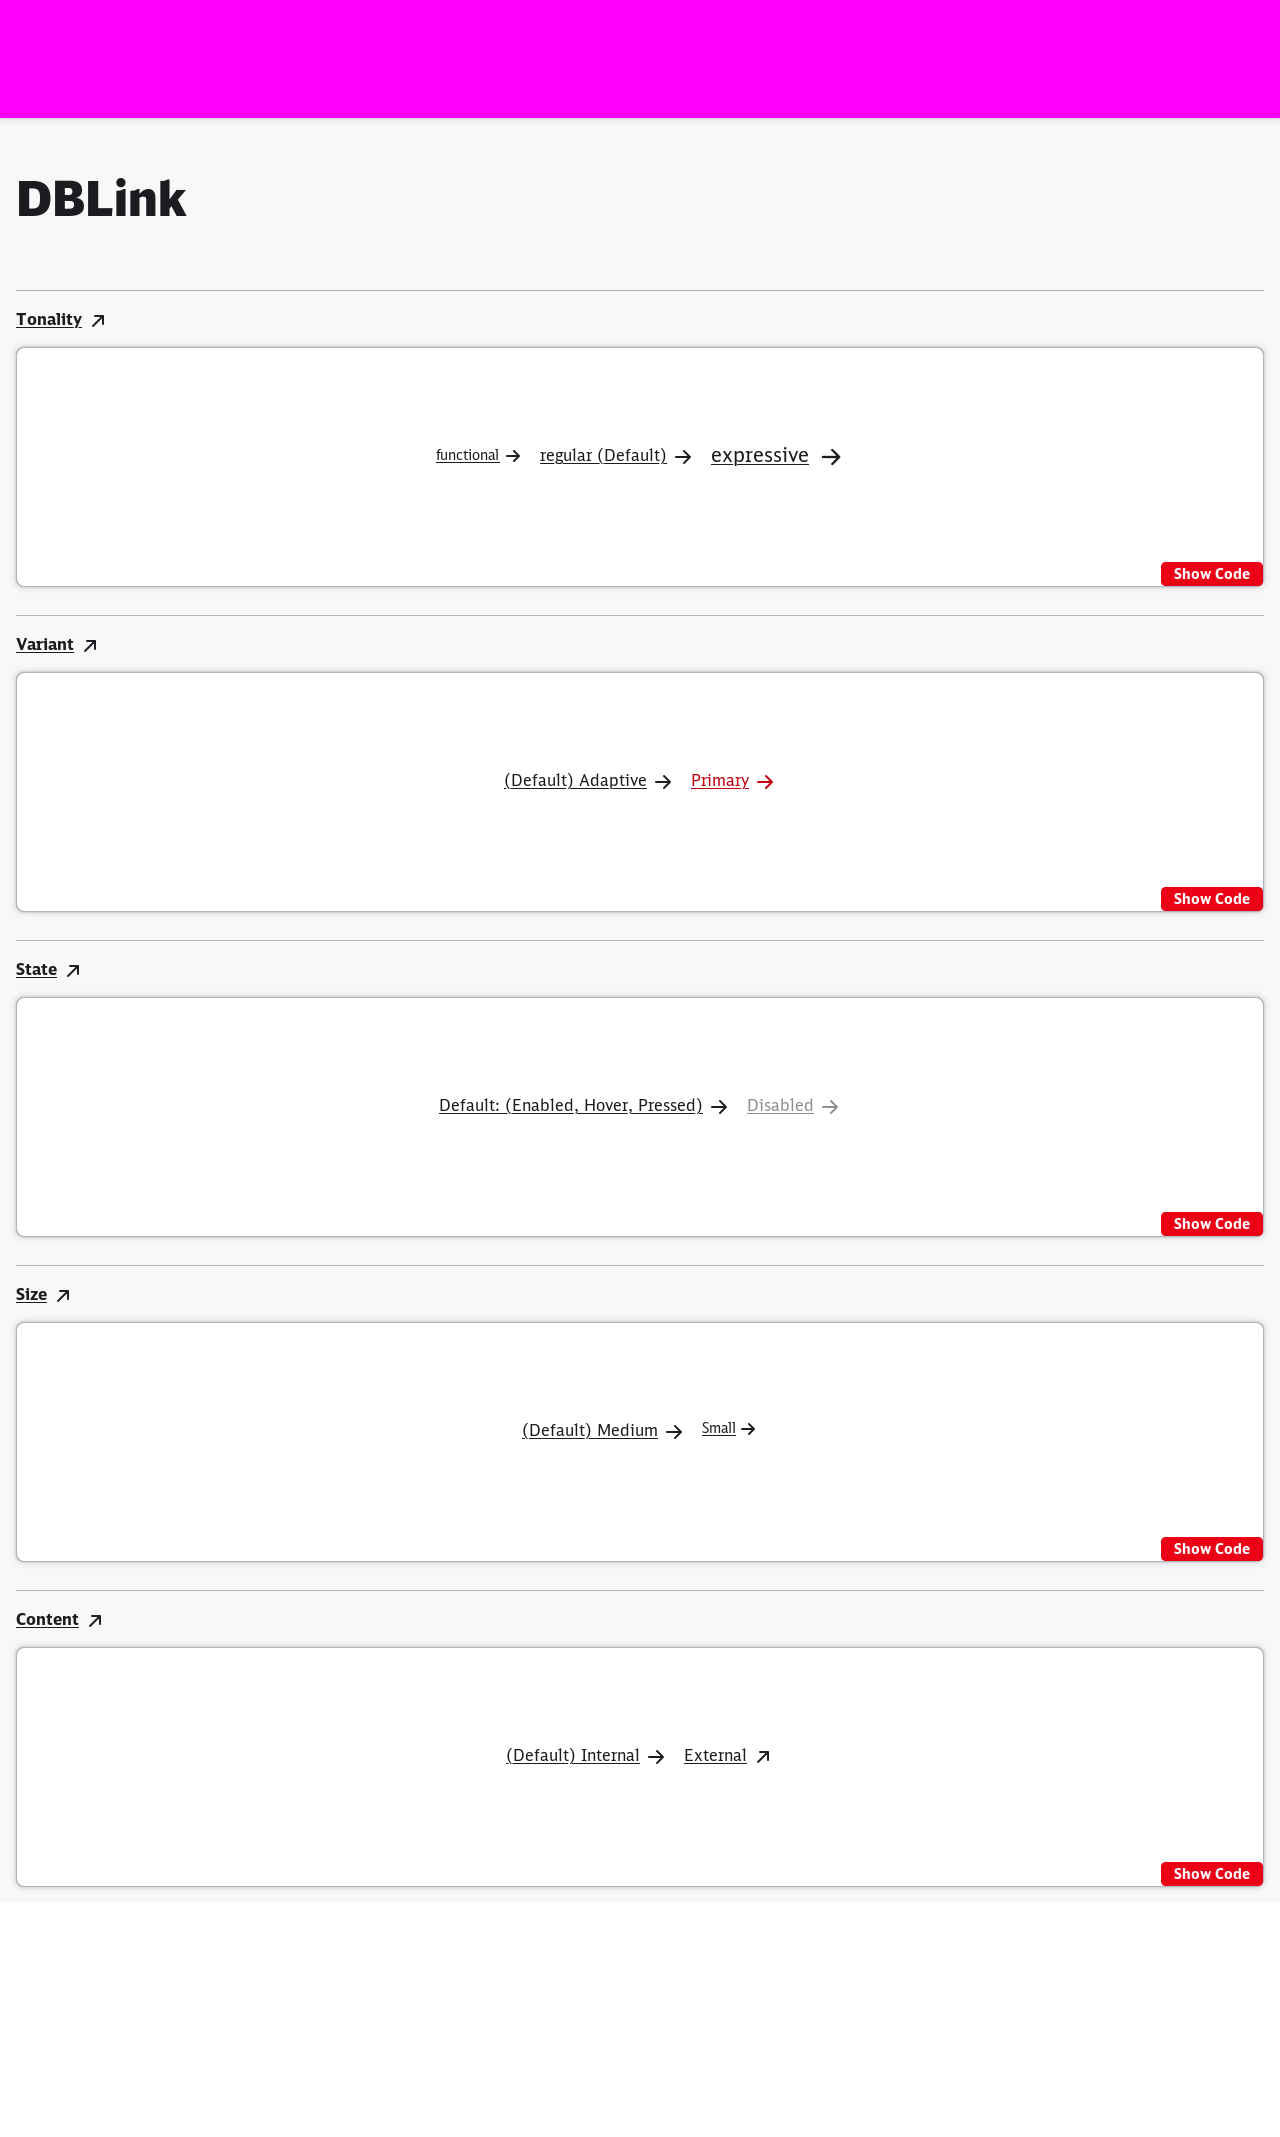 DBLink
Tonality
functional regular (Default) expressive
Show Code
Variant
(Default) Adaptive Primary
Show Code
State
Default: (Enabled, Hover, Pressed) Disabled
Show Code
Size
(Default) Medium Small
Show Code
Content
(Default) Internal External
Show Code